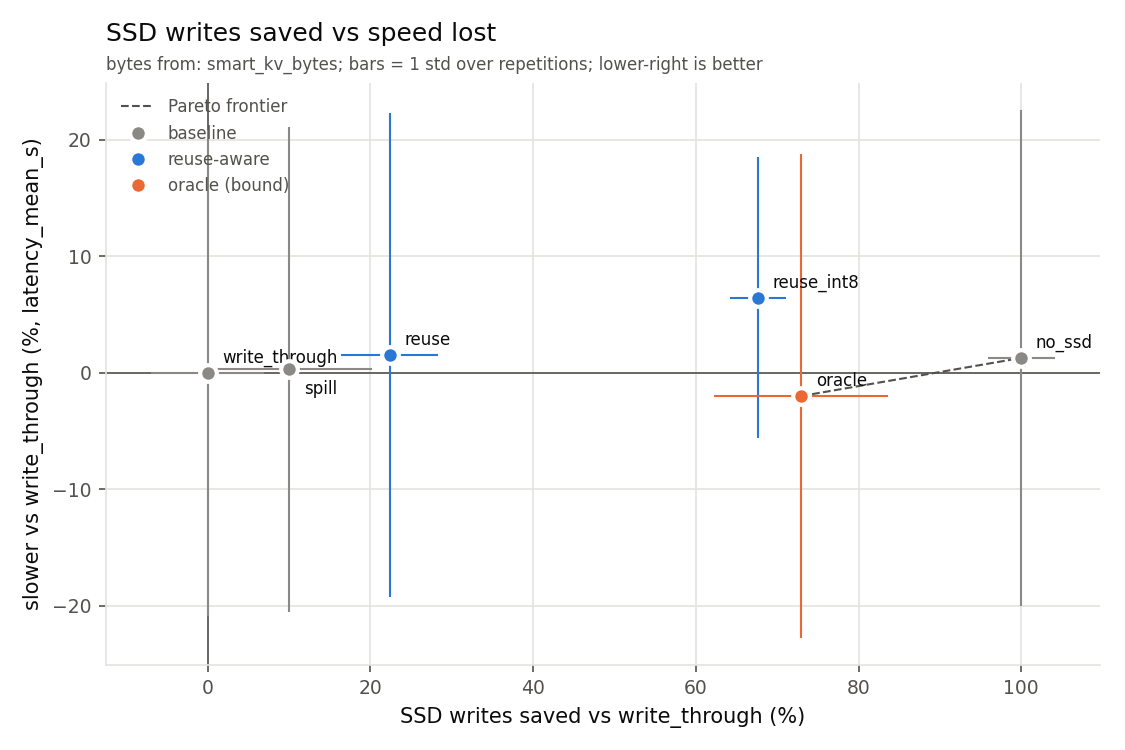 SSD writes saved vs speed lost
bytes from: smart_kv_bytes; bars = 1 std over repetitions; lower-right is better
Pareto frontier
baseline
reuse-aware
oracle (bound)
slower vs write_through (%, latency_mean_s)
20
10
0
−10
−20
write_through
spill
reuse
reuse_int8
oracle
no_ssd
0
20
40
60
80
100
SSD writes saved vs write_through (%)